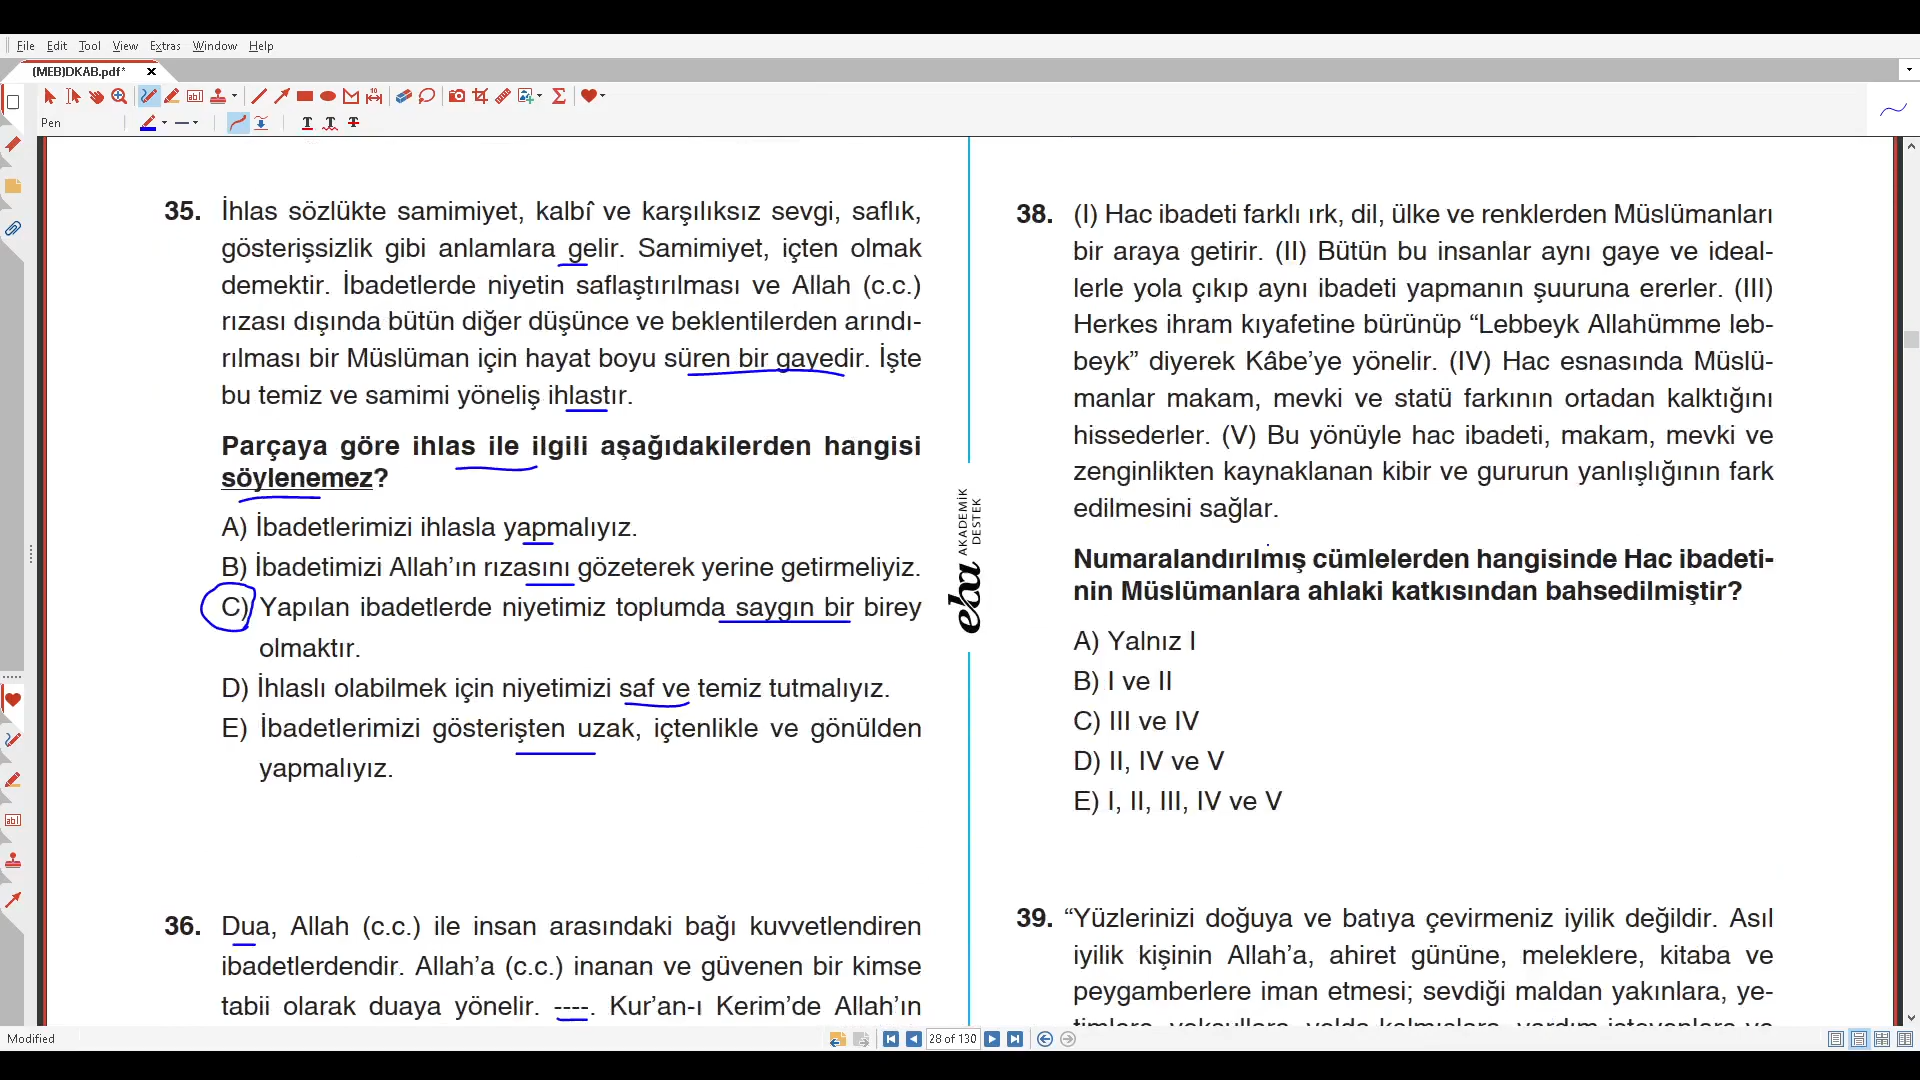 File Edit Tool View Extras Window Help
(MEB)DKAB.pdf*
Pen
35. İhlas sözlükte samimiyet, kalbî ve karşılıksız sevgi, saflık,
gösterişsizlik gibi anlamlara gelir. Samimiyet, içten olmak
demektir. İbadetlerde niyetin saflaştırılması ve Allah (c.c.)
rızası dışında bütün diğer düşünce ve beklentilerden arındı-
rılması bir Müslüman için hayat boyu süren bir gayedir. İşte
bu temiz ve samimi yöneliş ihlastır.
Parçaya göre ihlas ile ilgili aşağıdakilerden hangisi
söylenemez?
A) İbadetlerimizi ihlasla yapmalıyız.
B) İbadetimizi Allah’ın rızasını gözeterek yerine getirmeliyiz.
C) Yapılan ibadetlerde niyetimiz toplumda saygın bir birey
olmaktır.
D) İhlaslı olabilmek için niyetimizi saf ve temiz tutmalıyız.
E) İbadetlerimizi gösterişten uzak, içtenlikle ve gönülden
yapmalıyız.
36. Dua, Allah (c.c.) ile insan arasındaki bağı kuvvetlendiren
ibadetlerdendir. Allah’a (c.c.) inanan ve güvenen bir kimse
tabii olarak duaya yönelir. ----. Kur’an-ı Kerim’de Allah’ın
eba AKADEMİK
DESTEK
38. (I) Hac ibadeti farklı ırk, dil, ülke ve renklerden Müslümanları
bir araya getirir. (II) Bütün bu insanlar aynı gaye ve ideal-
lerle yola çıkıp aynı ibadeti yapmanın şuuruna ererler. (III)
Herkes ihram kıyafetine bürünüp “Lebbeyk Allahümme leb-
beyk” diyerek Kâbe’ye yönelir. (IV) Hac esnasında Müslü-
manlar makam, mevki ve statü farkının ortadan kalktığını
hissederler. (V) Bu yönüyle hac ibadeti, makam, mevki ve
zenginlikten kaynaklanan kibir ve gururun yanlışlığının fark
edilmesini sağlar.
Numaralandırılmış cümlelerden hangisinde Hac ibadeti-
nin Müslümanlara ahlaki katkısından bahsedilmiştir?
A) Yalnız I
B) I ve II
C) III ve IV
D) II, IV ve V
E) I, II, III, IV ve V
39. “Yüzlerinizi doğuya ve batıya çevirmeniz iyilik değildir. Asıl
iyilik kişinin Allah’a, ahiret gününe, meleklere, kitaba ve
peygamberlere iman etmesi; sevdiği maldan yakınlara, ye-
timlere, yoksullara, yolda kalmışlara, yardım isteyenlere ve
Modified
28 of 130